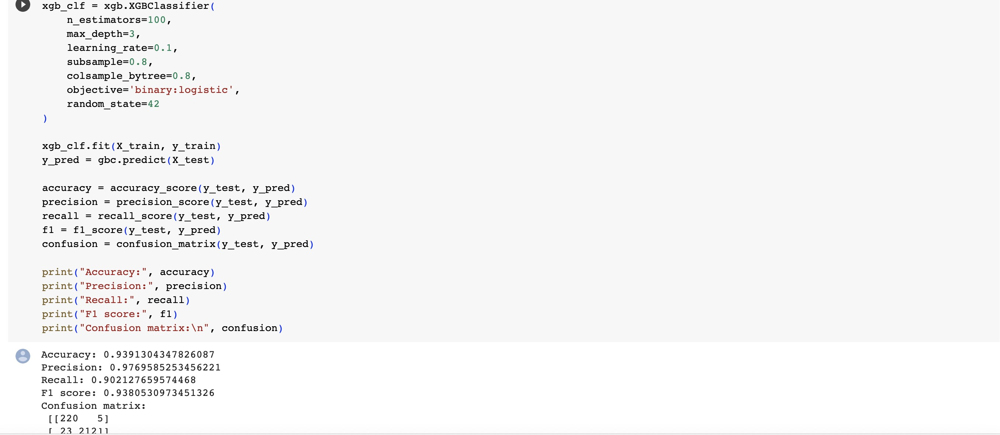 xgb_clf = xgb.XGBClassifier(
    n_estimators=100,
    max_depth=3,
    learning_rate=0.1,
    subsample=0.8,
    colsample_bytree=0.8,
    objective='binary:logistic',
    random_state=42
)
xgb_clf.fit(X_train, y_train)
y_pred = gbc.predict(X_test)
accuracy = accuracy_score(y_test, y_pred)
precision = precision_score(y_test, y_pred)
recall = recall_score(y_test, y_pred)
f1 = f1_score(y_test, y_pred)
confusion = confusion_matrix(y_test, y_pred)
print("Accuracy:", accuracy)
print("Precision:", precision)
print("Recall:", recall)
print("F1 score:", f1)
print("Confusion matrix:\n", confusion)
Accuracy: 0.9391304347826087
Precision: 0.9769585253456221
Recall: 0.902127659574468
F1 score: 0.9380530973451326
Confusion matrix:
 [[220   5]
 [ 23 212]]